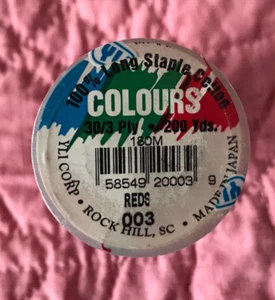 100% Long Staple Cotton
COLOURS
30/3 Ply • 200 Yds.
180M
58549 20003 9
REDS
003
YLI CORP • ROCK HILL, SC • MADE IN JAPAN